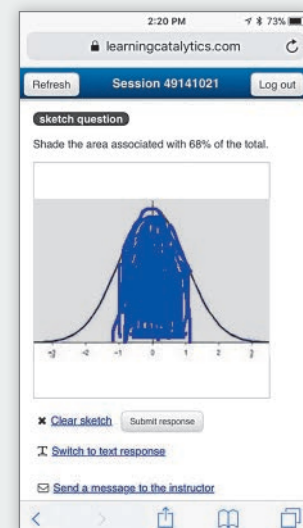 2:20 PM 73%
learningcatalytics.com
Refresh Session 49141021 Log out
sketch question
Shade the area associated with 68% of the total.
-3 -2 -1 0 1 2 3
Clear sketch Submit response
Switch to text response
Send a message to the instructor